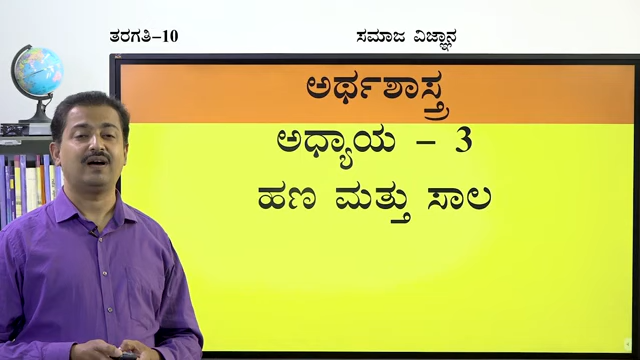 ತರಗತಿ-10 ಸಮಾಜ ವಿಜ್ಞಾನ
ಅರ್ಥಶಾಸ್ತ್ರ
ಅಧ್ಯಾಯ - 3
ಹಣ ಮತ್ತು ಸಾಲ